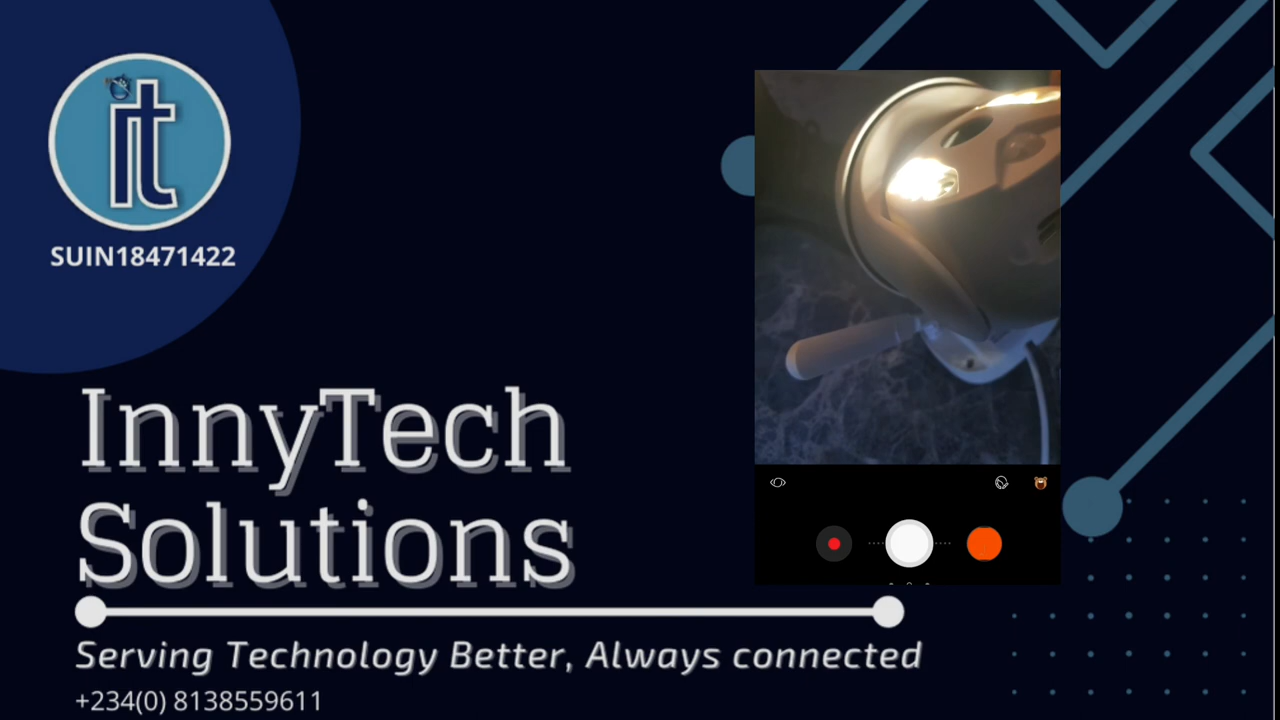 it
SUIN18471422
InnyTech
Solutions
Serving Technology Better, Always connected
+234(0) 8138559611